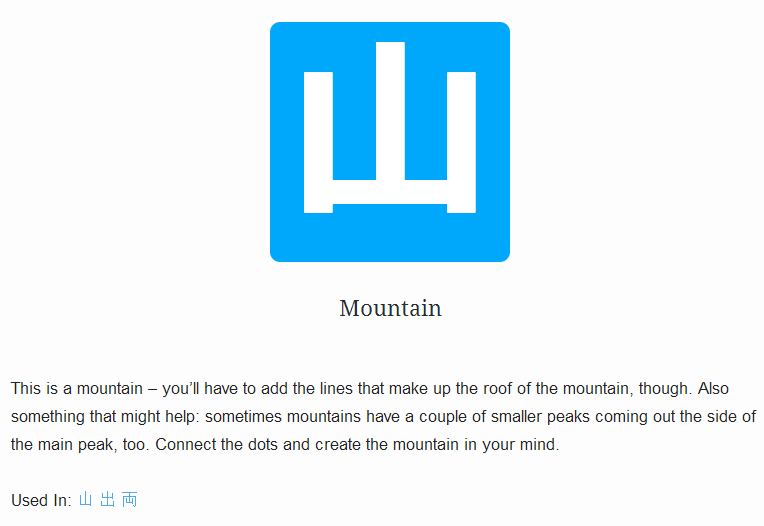 山
Mountain
This is a mountain – you'll have to add the lines that make up the roof of the mountain, though. Also
something that might help: sometimes mountains have a couple of smaller peaks coming out the side of
the main peak, too. Connect the dots and create the mountain in your mind.
Used In: 山 出 両